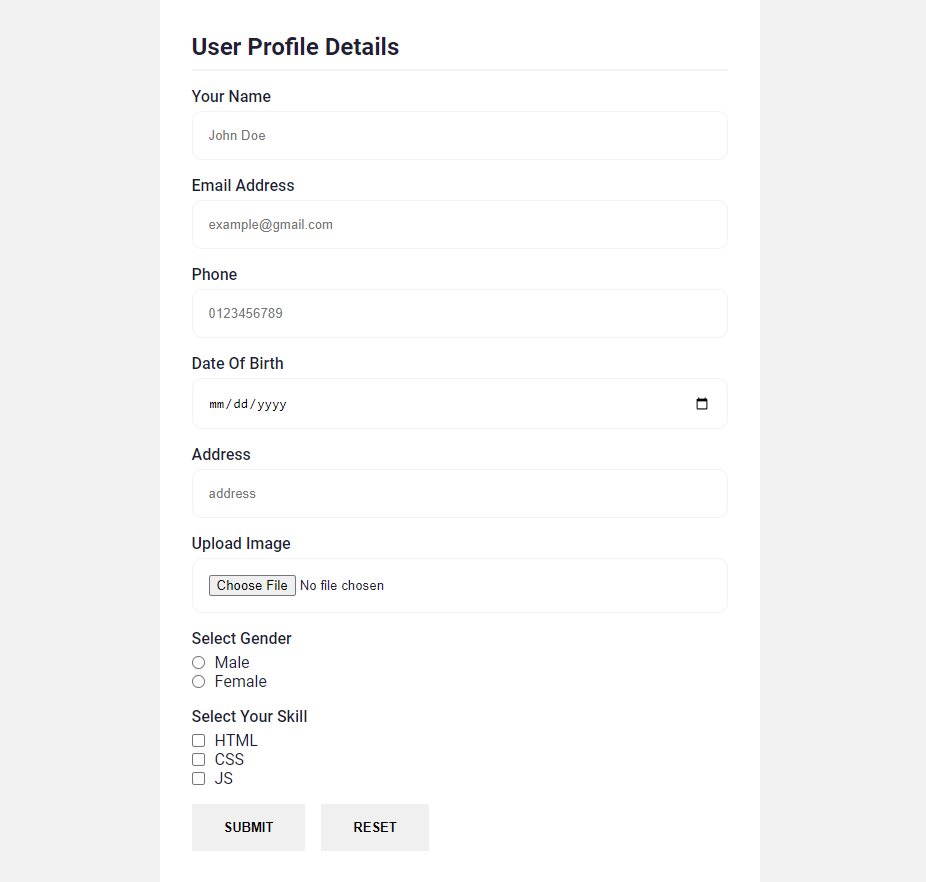 User Profile Details
Your Name
John Doe
Email Address
example@gmail.com
Phone
0123456789
Date Of Birth
mm/dd/yyyy
Address
address
Upload Image
Choose File No file chosen
Select Gender
Male
Female
Select Your Skill
HTML
CSS
JS
SUBMIT RESET